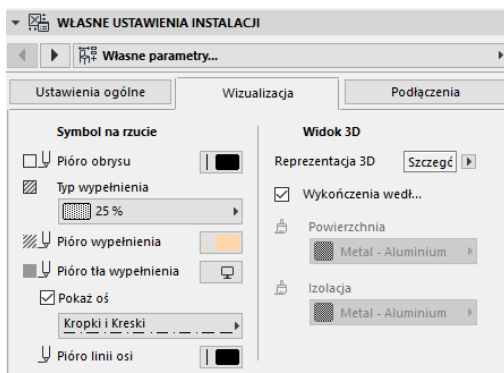 WŁASNE USTAWIENIA INSTALACJI
Własne parametry...
Ustawienia ogólne
Wizualizacja
Podłączenia
Symbol na rzucie
Pióro obrysu
Typ wypełnienia
25 %
Pióro wypełnienia
Pióro tła wypełnienia
Pokaż oś
Kropki i Kreski
Pióro linii osi
Widok 3D
Reprezentacja 3D Szczegć
Wykończenia wedł...
Powierzchnia
Metal - Aluminium
Izolacja
Metal - Aluminium